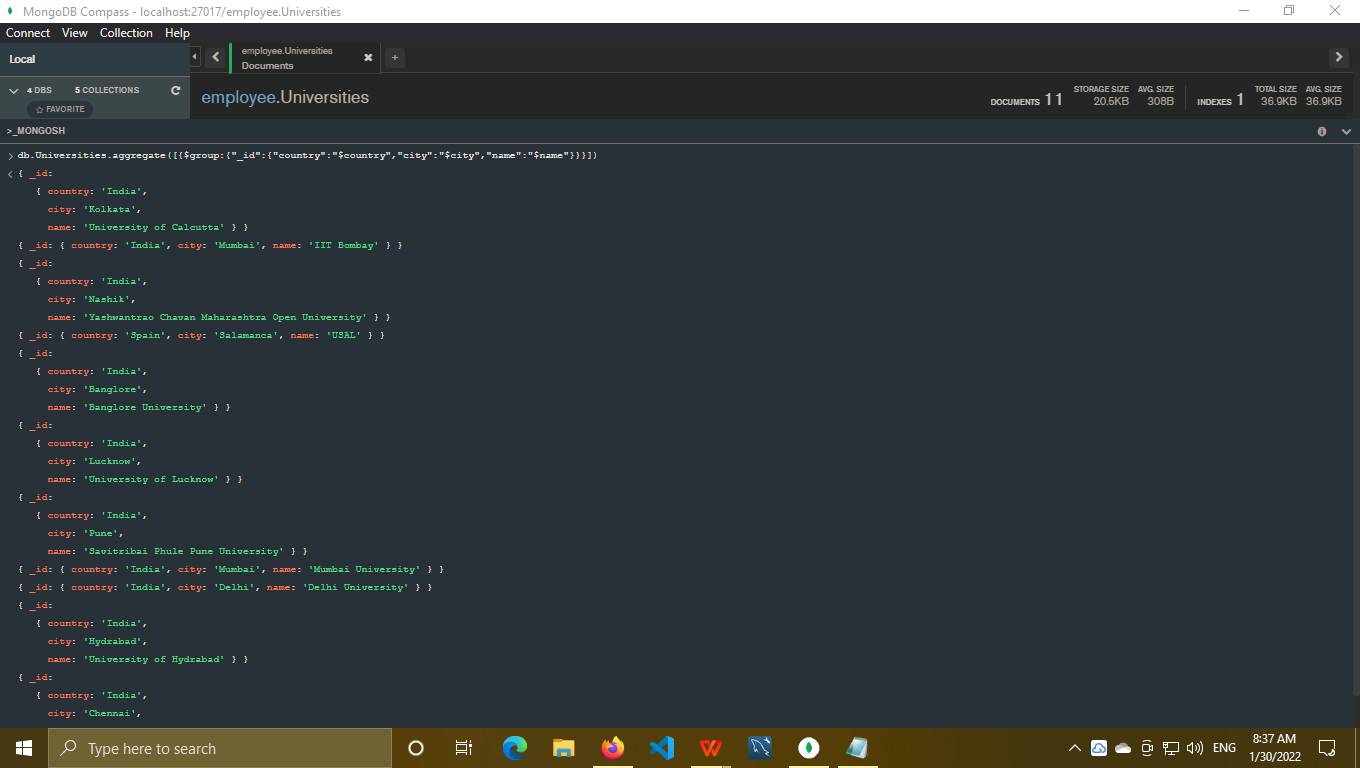 MongoDB Compass - localhost:27017/employee.Universities
Connect View Collection Help
Local
employee.Universities
Documents
4 DBS 5 COLLECTIONS
FAVORITE
employee.Universities
DOCUMENTS 11
STORAGE SIZE
20.5KB
AVG. SIZE
308B
INDEXES 1
TOTAL SIZE
36.9KB
AVG. SIZE
36.9KB
>_MONGOSH
> db.Universities.aggregate([{$group:{"_id":{"country":"$country","city":"$city","name":"$name"}}}])
< { _id:
{ country: 'India',
city: 'Kolkata',
name: 'University of Calcutta' } }
{ _id: { country: 'India', city: 'Mumbai', name: 'IIT Bombay' } }
{ _id:
{ country: 'India',
city: 'Nashik',
name: 'Yashwantrao Chavan Maharashtra Open University' } }
{ _id: { country: 'Spain', city: 'Salamanca', name: 'USAL' } }
{ _id:
{ country: 'India',
city: 'Banglore',
name: 'Banglore University' } }
{ _id:
{ country: 'India',
city: 'Lucknow',
name: 'University of Lucknow' } }
{ _id:
{ country: 'India',
city: 'Pune',
name: 'Savitribai Phule Pune University' } }
{ _id: { country: 'India', city: 'Mumbai', name: 'Mumbai University' } }
{ _id: { country: 'India', city: 'Delhi', name: 'Delhi University' } }
{ _id:
{ country: 'India',
city: 'Hydrabad',
name: 'University of Hydrabad' } }
{ _id:
{ country: 'India',
city: 'Chennai',
Type here to search
ENG
8:37 AM
1/30/2022